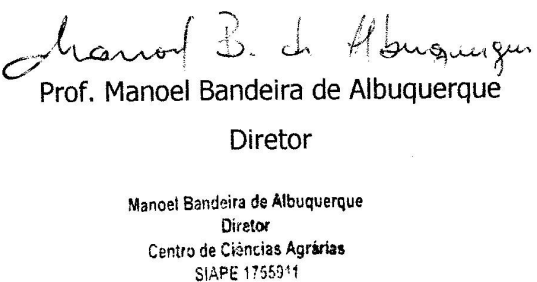 Manoel B. de Albuquerque
Prof. Manoel Bandeira de Albuquerque
Diretor
Manoel Bandeira de Albuquerque
Diretor
Centro de Ciências Agrárias
SIAPE